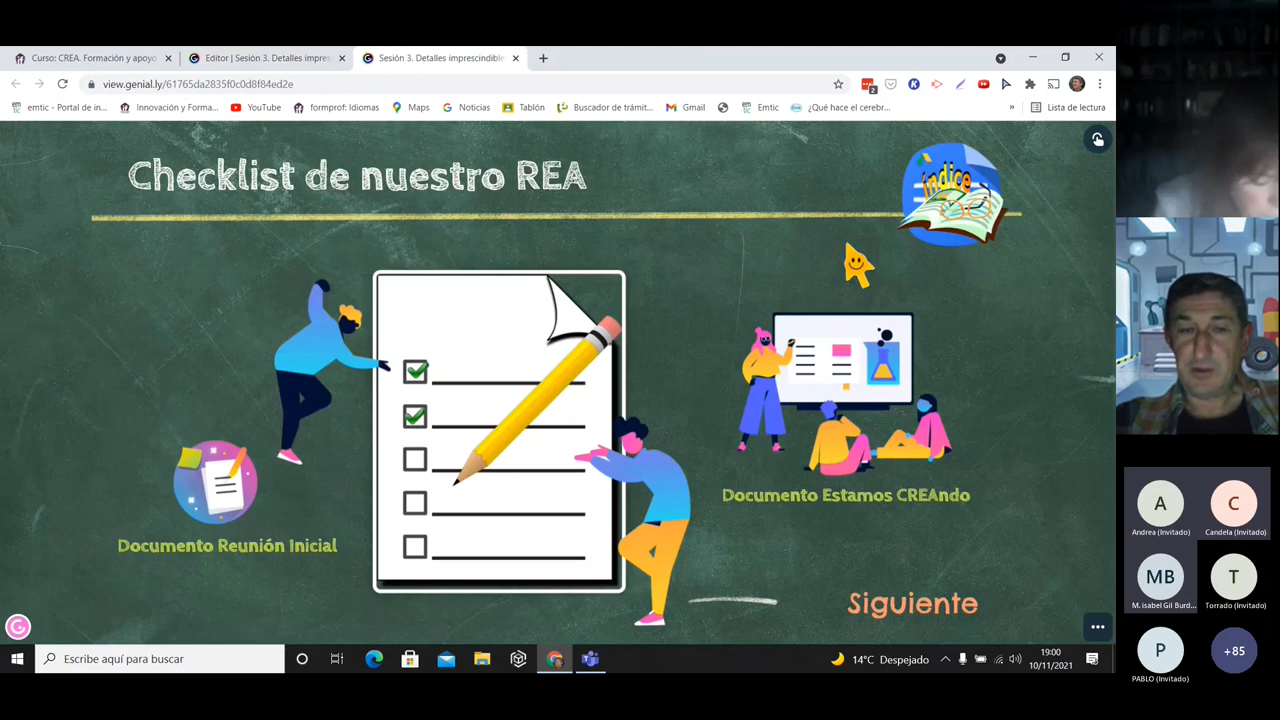 Curso: CREA. Formación y apoyo
Editor | Sesión 3. Detalles impres
Sesión 3. Detalles imprescindible
view.genial.ly/61765da2835f0c0d8f84ed2e
2
emtic - Portal de in...
Innovación y Forma...
YouTube
formprof: Idiomas
Maps
Noticias
Tablón
Buscador de trámit...
Gmail
Emtic
¿Qué hace el cerebr...
»
Lista de lectura
Checklist de nuestro REA
índice
Documento Reunión Inicial
Documento Estamos CREAndo
Siguiente
A
Andrea (Invitado)
C
Candela (Invitado)
MB
M. isabel Gil Burd...
T
Torrado (Invitado)
P
PABLO (Invitado)
+85
Escribe aquí para buscar
14°C Despejado
19:00
10/11/2021